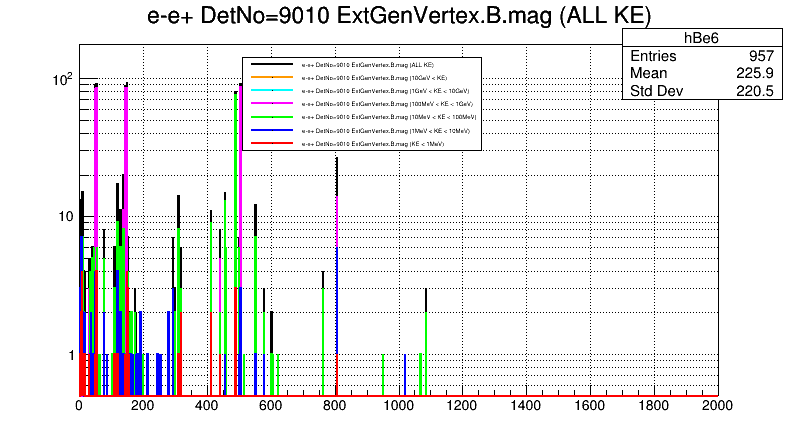 e-e+ DetNo=9010 ExtGenVertex.B.mag (ALL KE)
hBe6
Entries 957
Mean 225.9
Std Dev 220.5
e-e+ DetNo=9010 ExtGenVertex.B.mag (ALL KE)
e-e+ DetNo=9010 ExtGenVertex.B.mag (10GeV < KE)
e-e+ DetNo=9010 ExtGenVertex.B.mag (1GeV < KE < 10GeV)
e-e+ DetNo=9010 ExtGenVertex.B.mag (100MeV < KE < 1GeV)
e-e+ DetNo=9010 ExtGenVertex.B.mag (10MeV < KE < 100MeV)
e-e+ DetNo=9010 ExtGenVertex.B.mag (1MeV < KE < 10MeV)
e-e+ DetNo=9010 ExtGenVertex.B.mag (KE < 1MeV)
10²
10
1
0 200 400 600 800 1000 1200 1400 1600 1800 2000